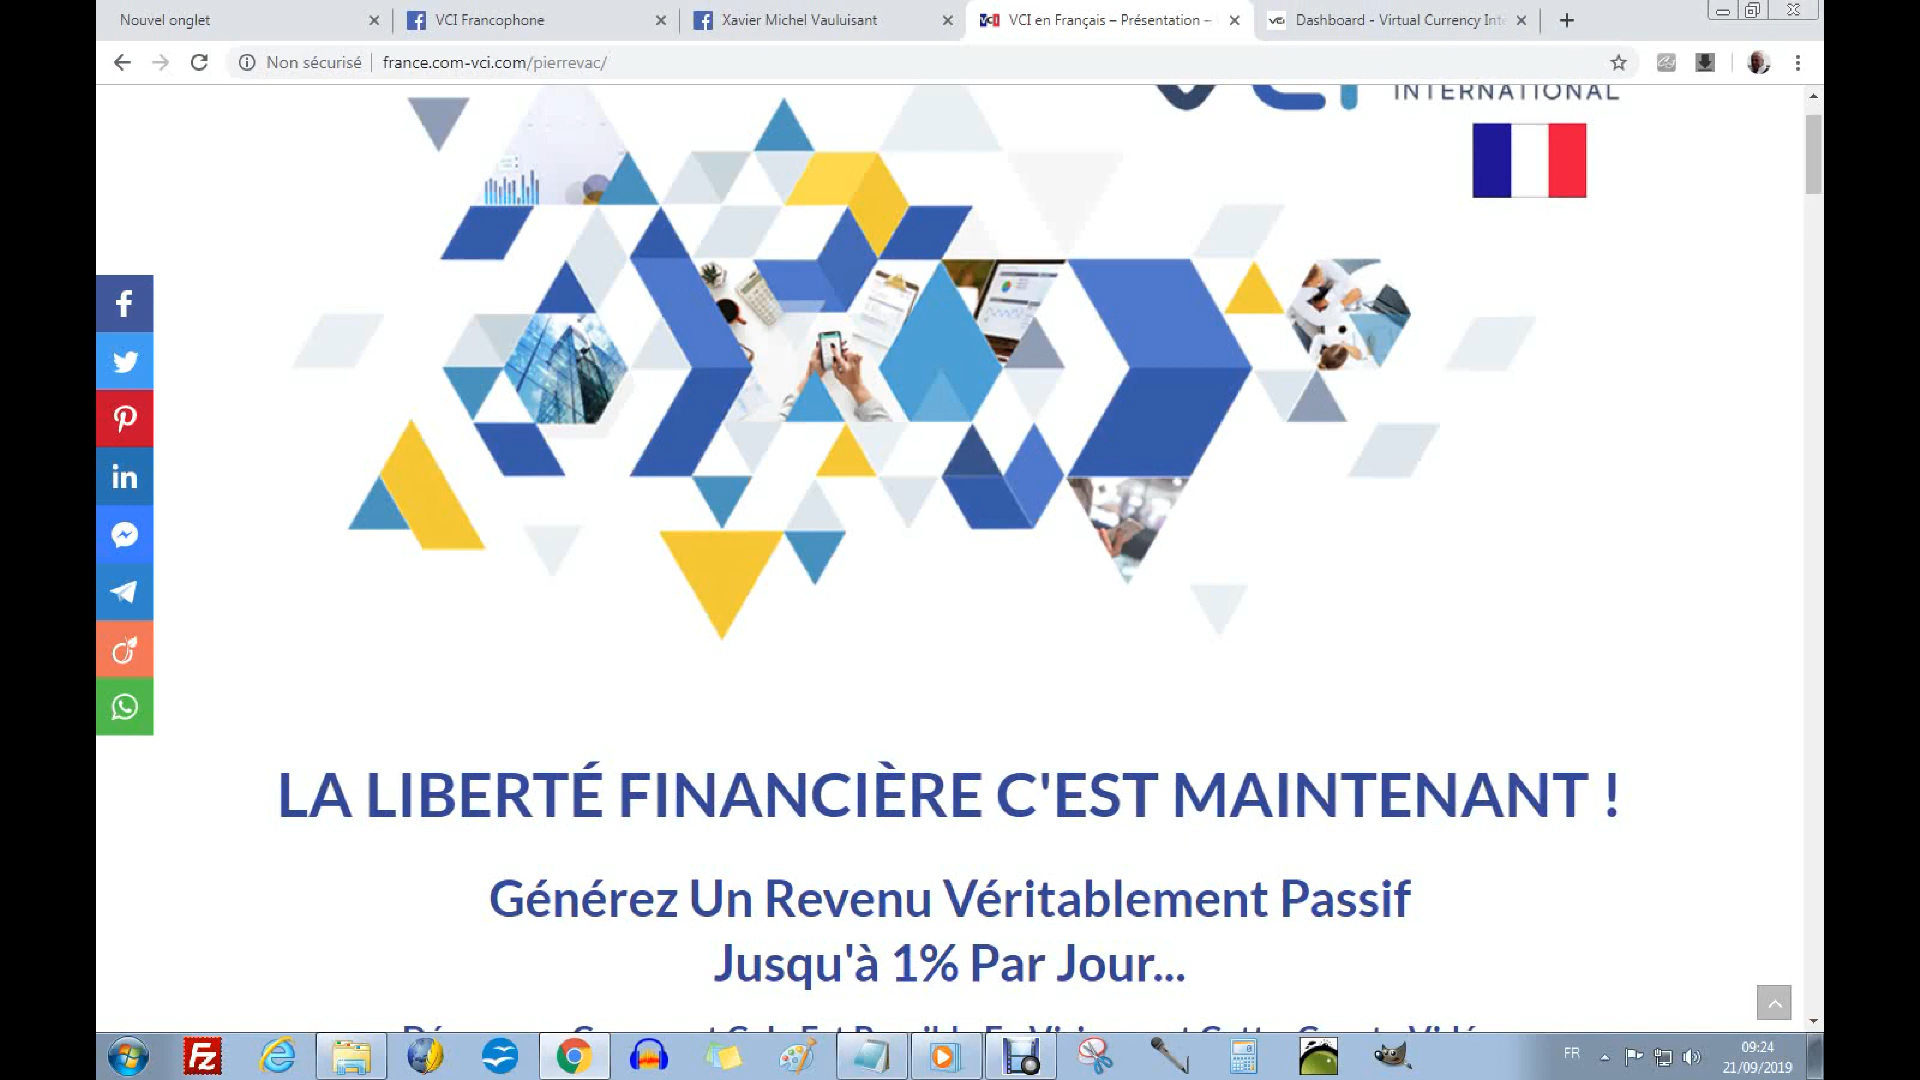 Nouvel onglet
VCI Francophone
Xavier Michel Vauluisant
VCI en Français – Présentation –
Dashboard - Virtual Currency Inte
Non sécurisé
france.com-vci.com/pierrevac/
INTERNATIONAL
LA LIBERTÉ FINANCIÈRE C'EST MAINTENANT !
Générez Un Revenu Véritablement Passif
Jusqu'à 1% Par Jour...
FR
09:24
21/09/2019